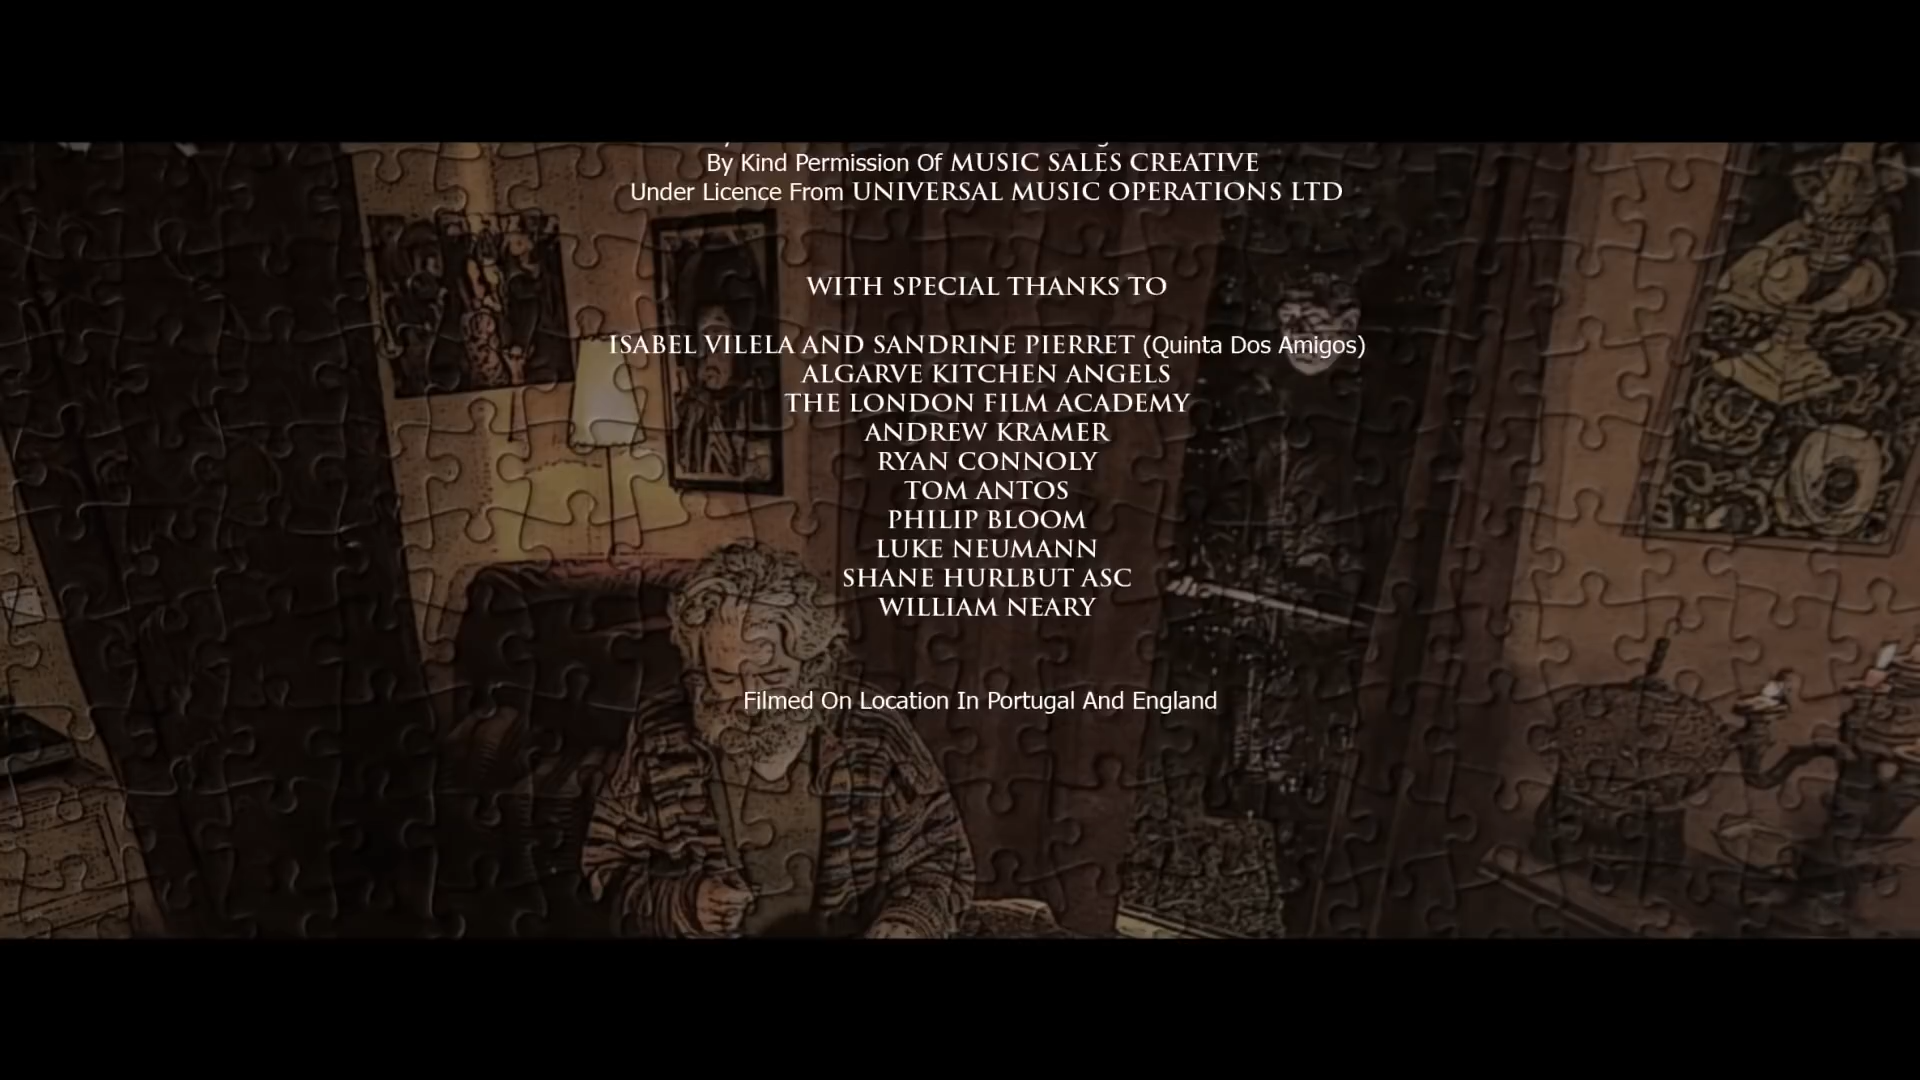 By Kind Permission Of MUSIC SALES CREATIVE
Under Licence From UNIVERSAL MUSIC OPERATIONS LTD
WITH SPECIAL THANKS TO
ISABEL VILELA AND SANDRINE PIERRET (Quinta Dos Amigos)
ALGARVE KITCHEN ANGELS
THE LONDON FILM ACADEMY
ANDREW KRAMER
RYAN CONNOLY
TOM ANTOS
PHILIP BLOOM
LUKE NEUMANN
SHANE HURLBUT ASC
WILLIAM NEARY
Filmed On Location In Portugal And England